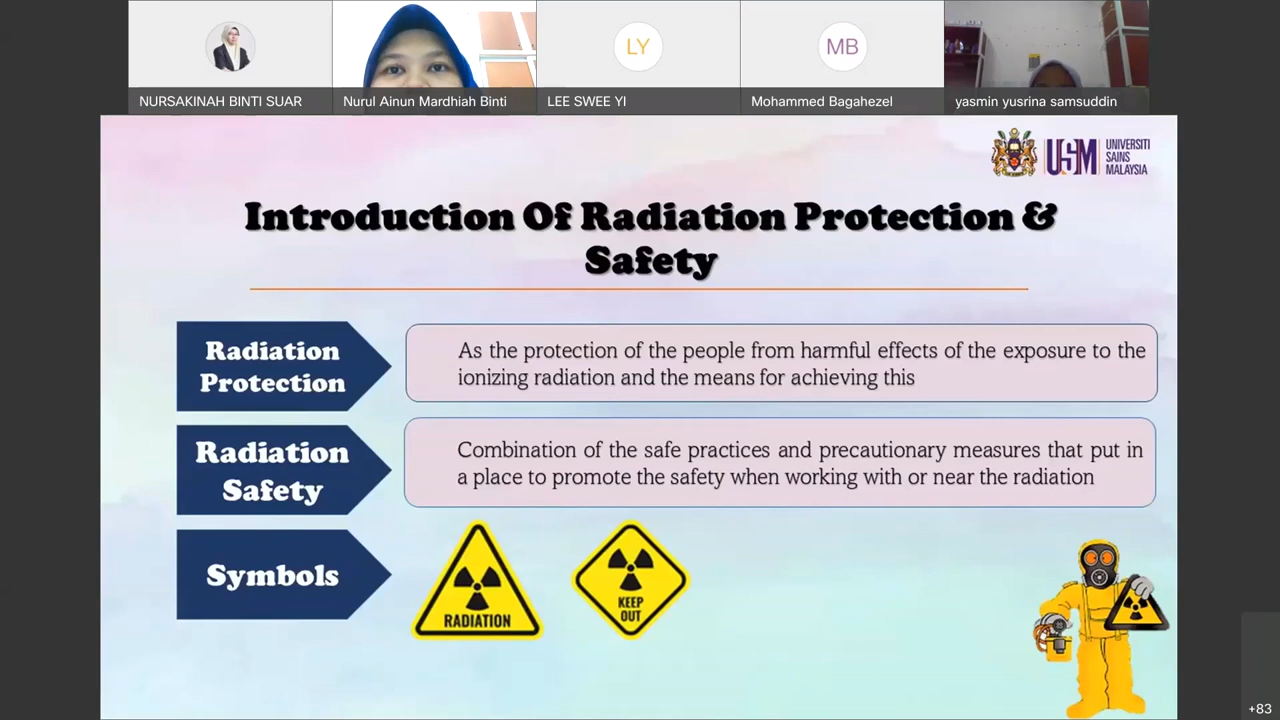 NURSAKINAH BINTI SUAR
Nurul Ainun Mardhiah Binti
LY
LEE SWEE YI
MB
Mohammed Bagahezel
yasmin yusrina samsuddin
USM
UNIVERSITI
SAINS
MALAYSIA
Introduction Of Radiation Protection &
Safety
Radiation
Protection
As the protection of the people from harmful effects of the exposure to the
ionizing radiation and the means for achieving this
Radiation
Safety
Combination of the safe practices and precautionary measures that put in
a place to promote the safety when working with or near the radiation
Symbols
RADIATION
KEEP
OUT
+83